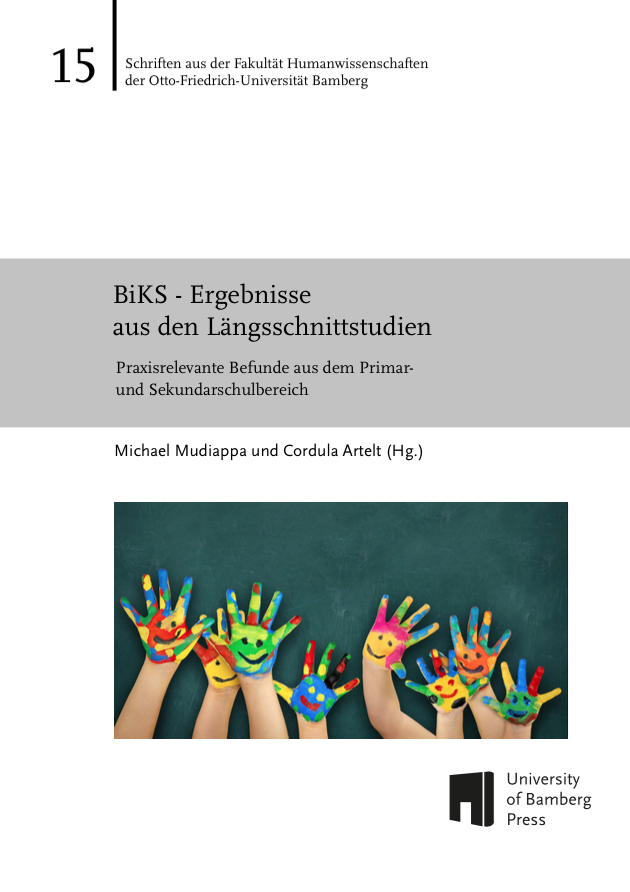 15
Schriften aus der Fakultät Humanwissenschaften
der Otto-Friedrich-Universität Bamberg
BiKS - Ergebnisse
aus den Längsschnittstudien
Praxisrelevante Befunde aus dem Primar-
und Sekundarschulbereich
Michael Mudiappa und Cordula Artelt (Hg.)
University
of Bamberg
Press